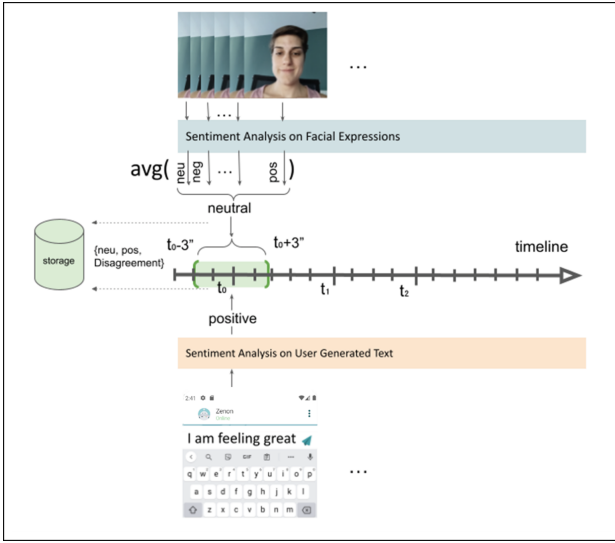 ...
...
Sentiment Analysis on Facial Expressions
avg( neu neg ... pos )
neutral
t₀-3” t₀+3” timeline
storage
{neu, pos,
Disagreement}
t₀ t₁ t₂
positive
Sentiment Analysis on User Generated Text
2:41
Zenon
I am feeling great
GIF
q w e r t y u i o p
a s d f g h j k l
z x c v b n m
...